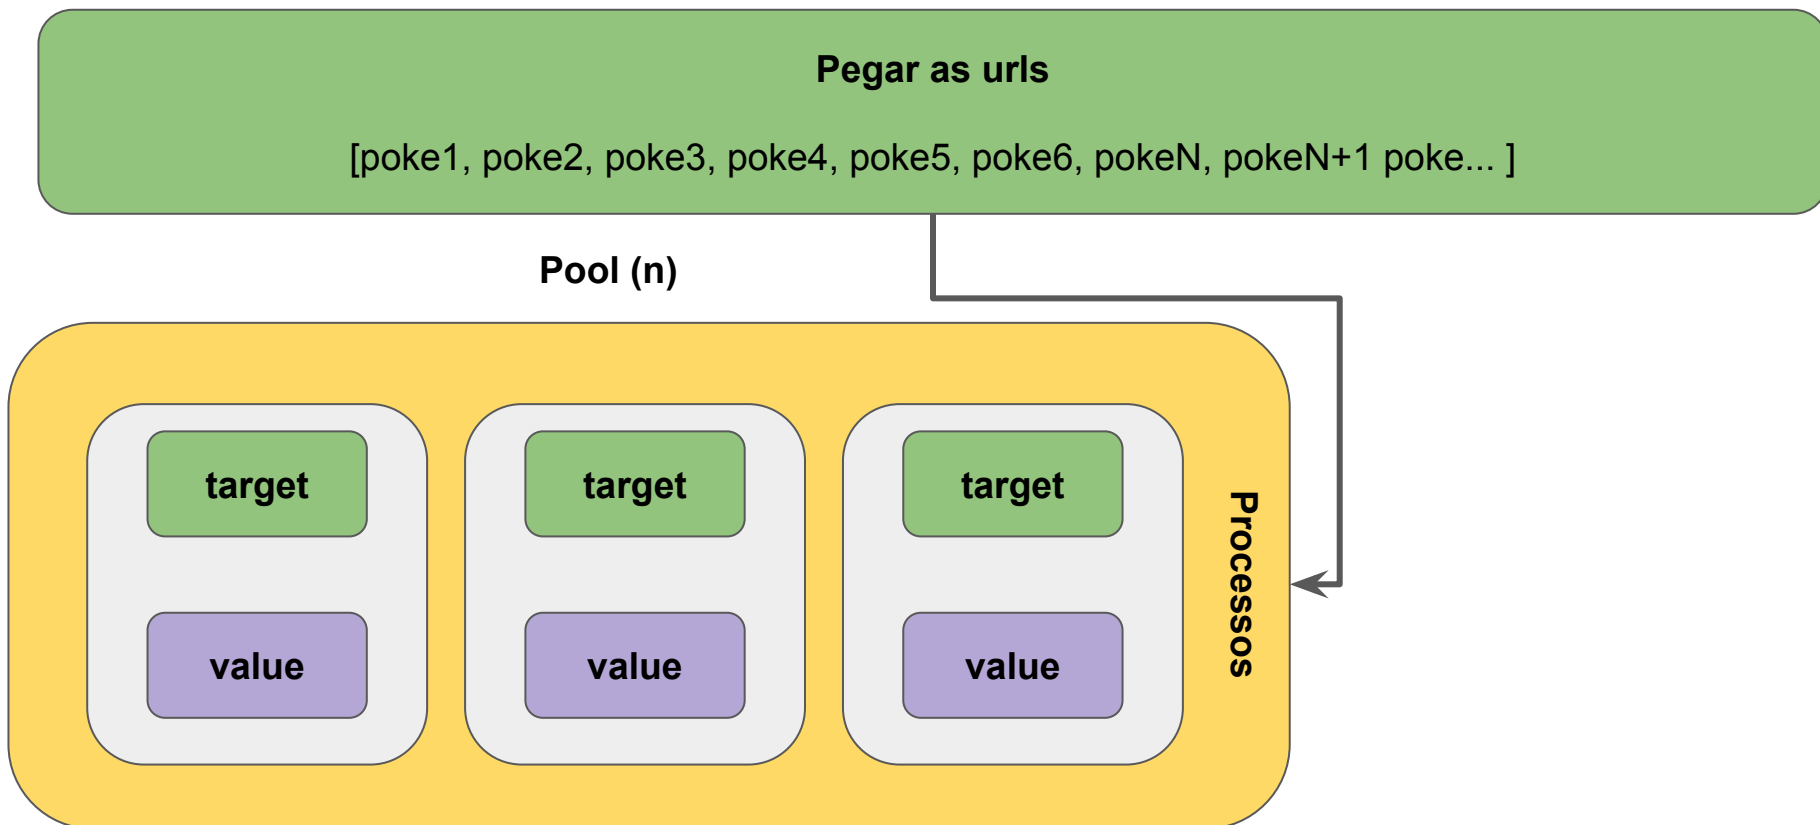 Pegar as urls
[poke1, poke2, poke3, poke4, poke5, poke6, pokeN, pokeN+1 poke... ]
Pool (n)
target
target
target
value
value
value
Processos